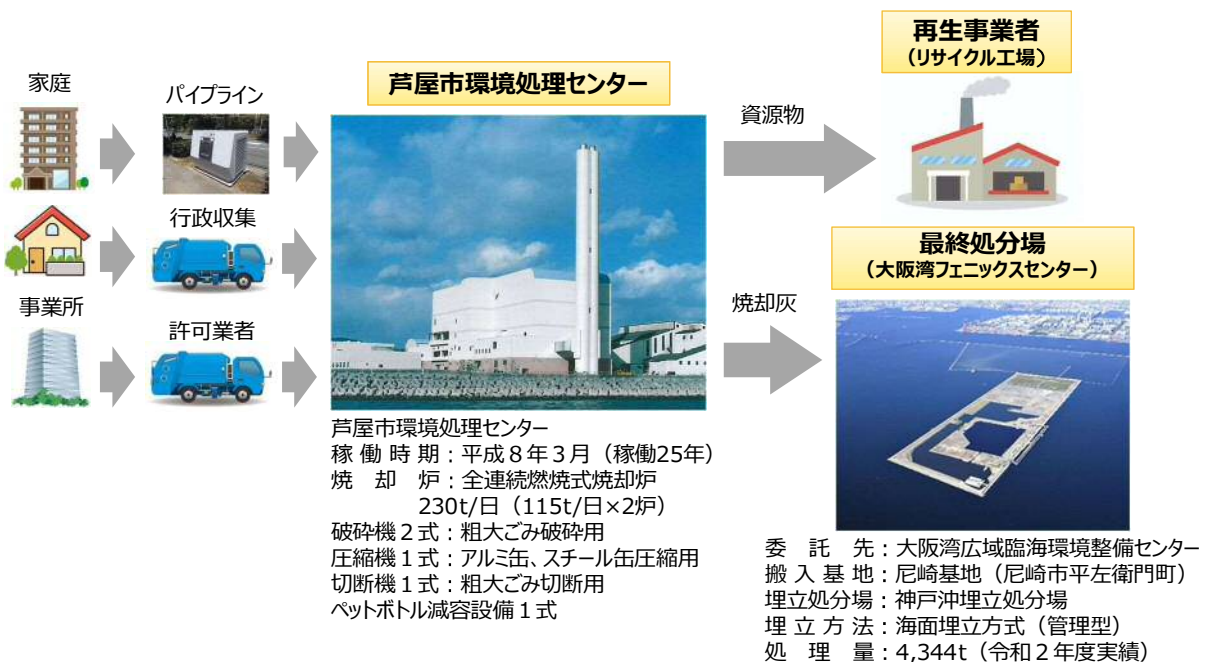 家庭
パイプライン
行政収集
事業所
許可業者
芦屋市環境処理センター
芦屋市環境処理センター
稼働時期：平成８年３月（稼働25年）
焼却炉：全連続燃焼式焼却炉
230t/日（115t/日×2炉）
破砕機２式：粗大ごみ破砕用
圧縮機１式：アルミ缶、スチール缶圧縮用
切断機１式：粗大ごみ切断用
ペットボトル減容設備１式
資源物
再生事業者
（リサイクル工場）
焼却灰
最終処分場
（大阪湾フェニックスセンター）
委託先：大阪湾広域臨海環境整備センター
搬入基地：尼崎基地（尼崎市平左衛門町）
埋立処分場：神戸沖埋立処分場
埋立方法：海面埋立方式（管理型）
処理量：4,344t（令和２年度実績）